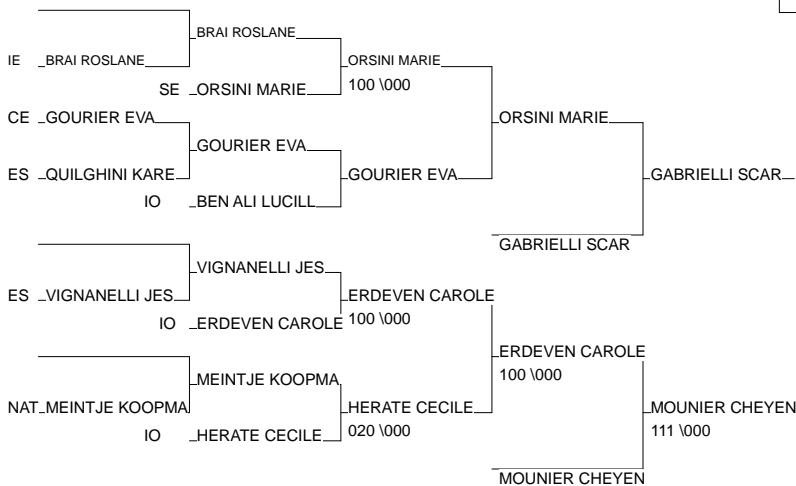 BRAI ROSLANE
IE BRAI ROSLANE
ORSINI MARIE
SE ORSINI MARIE
100 \000
CE GOURIER EVA
ORSINI MARIE
GOURIER EVA
ES QUILGHINI KARE
GOURIER EVA
GABRIELLI SCAR
IO BEN ALI LUCILL
GABRIELLI SCAR
VIGNANELLI JES
ES VIGNANELLI JES
ERDEVEN CAROLE
IO ERDEVEN CAROLE
100 \000
ERDEVEN CAROLE
100 \000
MEINTJE KOOPMA
NAT MEINTJE KOOPMA
HERATE CECILE
MOUNIER CHEYEN
IO HERATE CECILE
020 \000
111 \000
MOUNIER CHEYEN